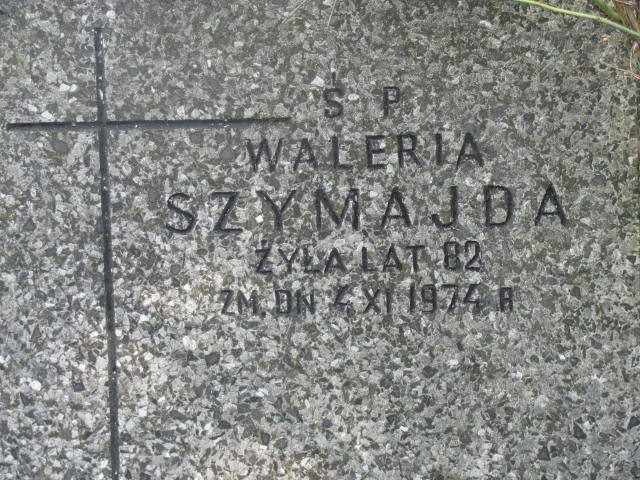 Ś P
WALERIA
SZYMAJDA
ŻYŁA LAT 82
ZM. DN. 4 XI 1974 R